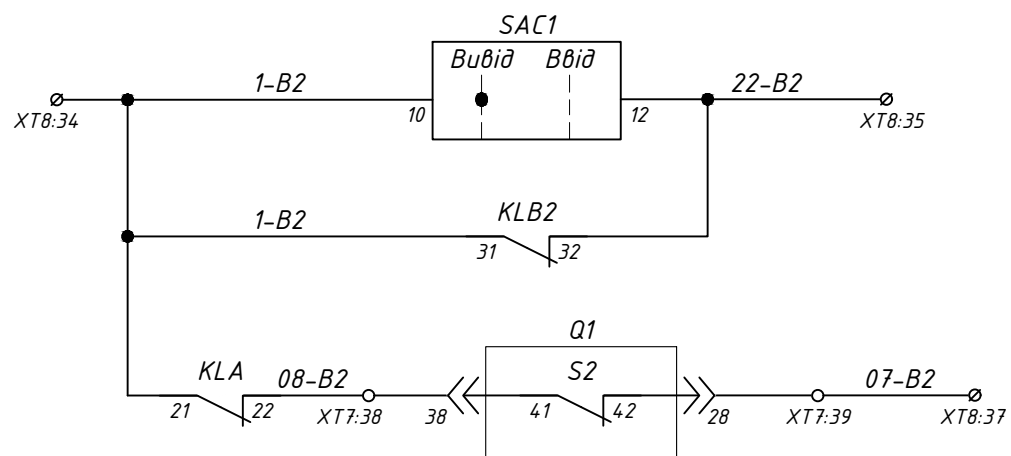 SAC1
Вивід Ввід
1-B2
22-B2
XT8:34
10
12
XT8:35
1-B2
KLB2
31
32
Q1
KLA
08-B2
S2
07-B2
21
22
XT7:38
38
41
42
28
XT7:39
XT8:37